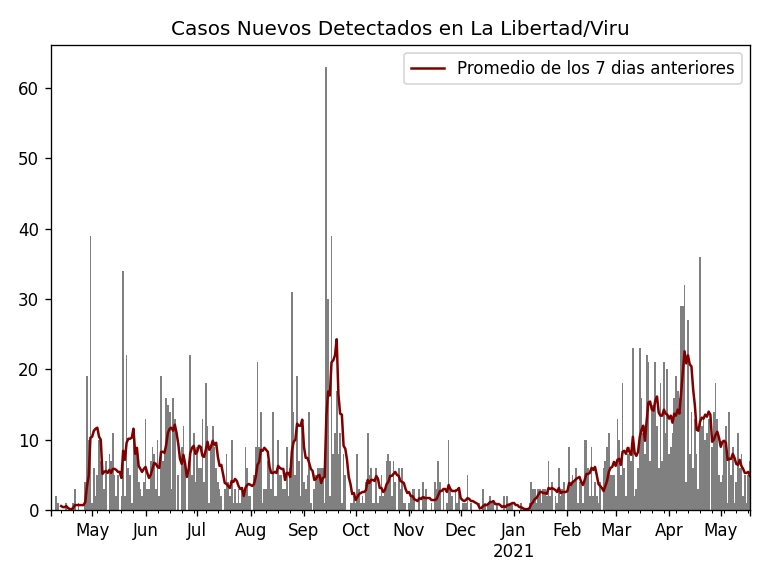 Casos Nuevos Detectados en La Libertad/Viru
Promedio de los 7 dias anteriores
60
50
40
30
20
10
0
May Jun Jul Aug Sep Oct Nov Dec Jan Feb Mar Apr May
2021